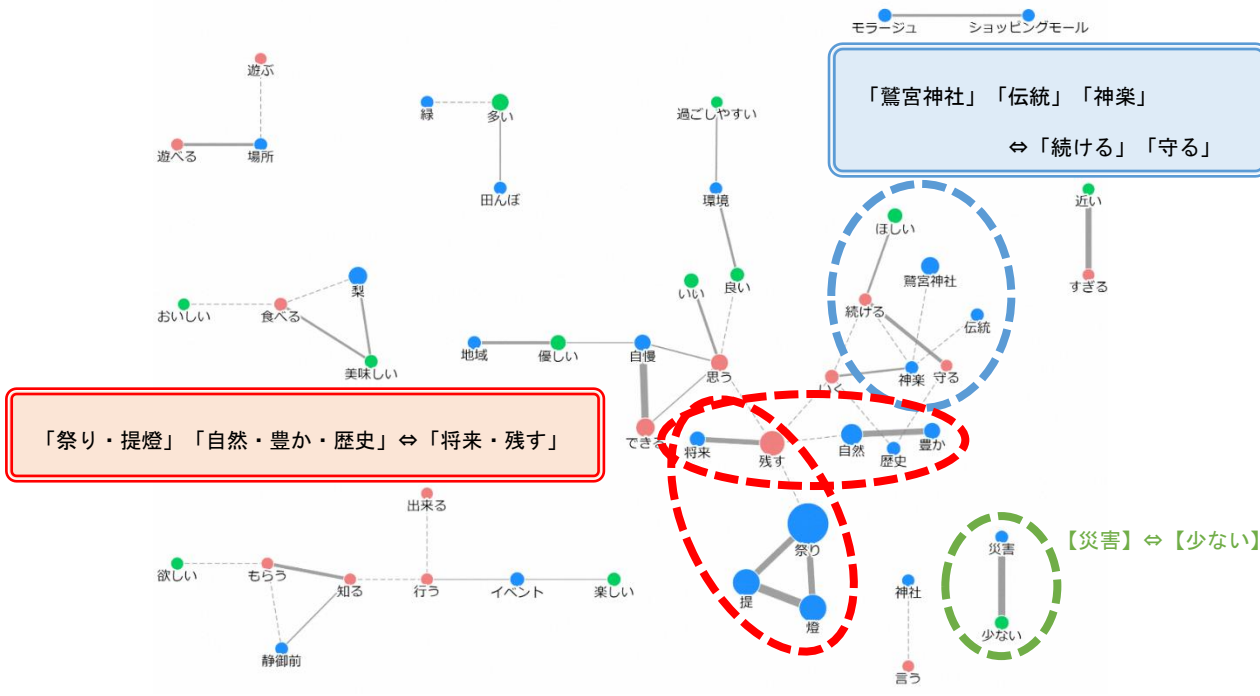 モラージュ ショッピングモール
「鷲宮神社」「伝統」「神楽」
⇔「続ける」「守る」
遊ぶ
遊べる 場所
緑 多い
田んぼ
過ごしやすい
環境
いい 良い
ほしい
鷲宮神社
続ける 伝統
いく 神楽 守る
近い
すぎる
おいしい 食べる 梨
美味しい
地域 優しい 自慢 思う
できる
「祭り・提燈」「自然・豊か・歴史」⇔「将来・残す」
将来 残す 自然 歴史 豊か
祭り
提 燈
出来る
欲しい もらう 知る 行う イベント 楽しい
静御前
神社
言う
災害
少ない
【災害】⇔【少ない】